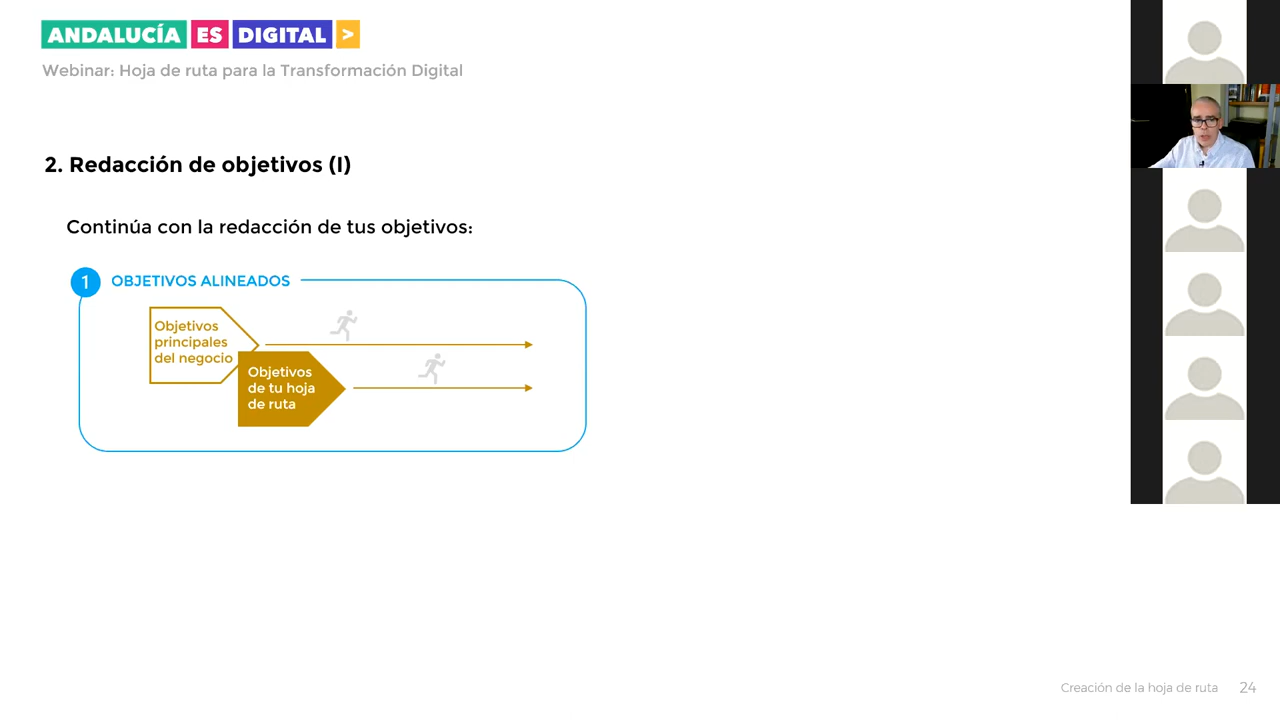 ANDALUCÍA ES DIGITAL >
Webinar: Hoja de ruta para la Transformación Digital
2. Redacción de objetivos (I)
Continúa con la redacción de tus objetivos:
1 OBJETIVOS ALINEADOS
Objetivos
principales
del negocio
Objetivos
de tu hoja
de ruta
Creación de la hoja de ruta 24